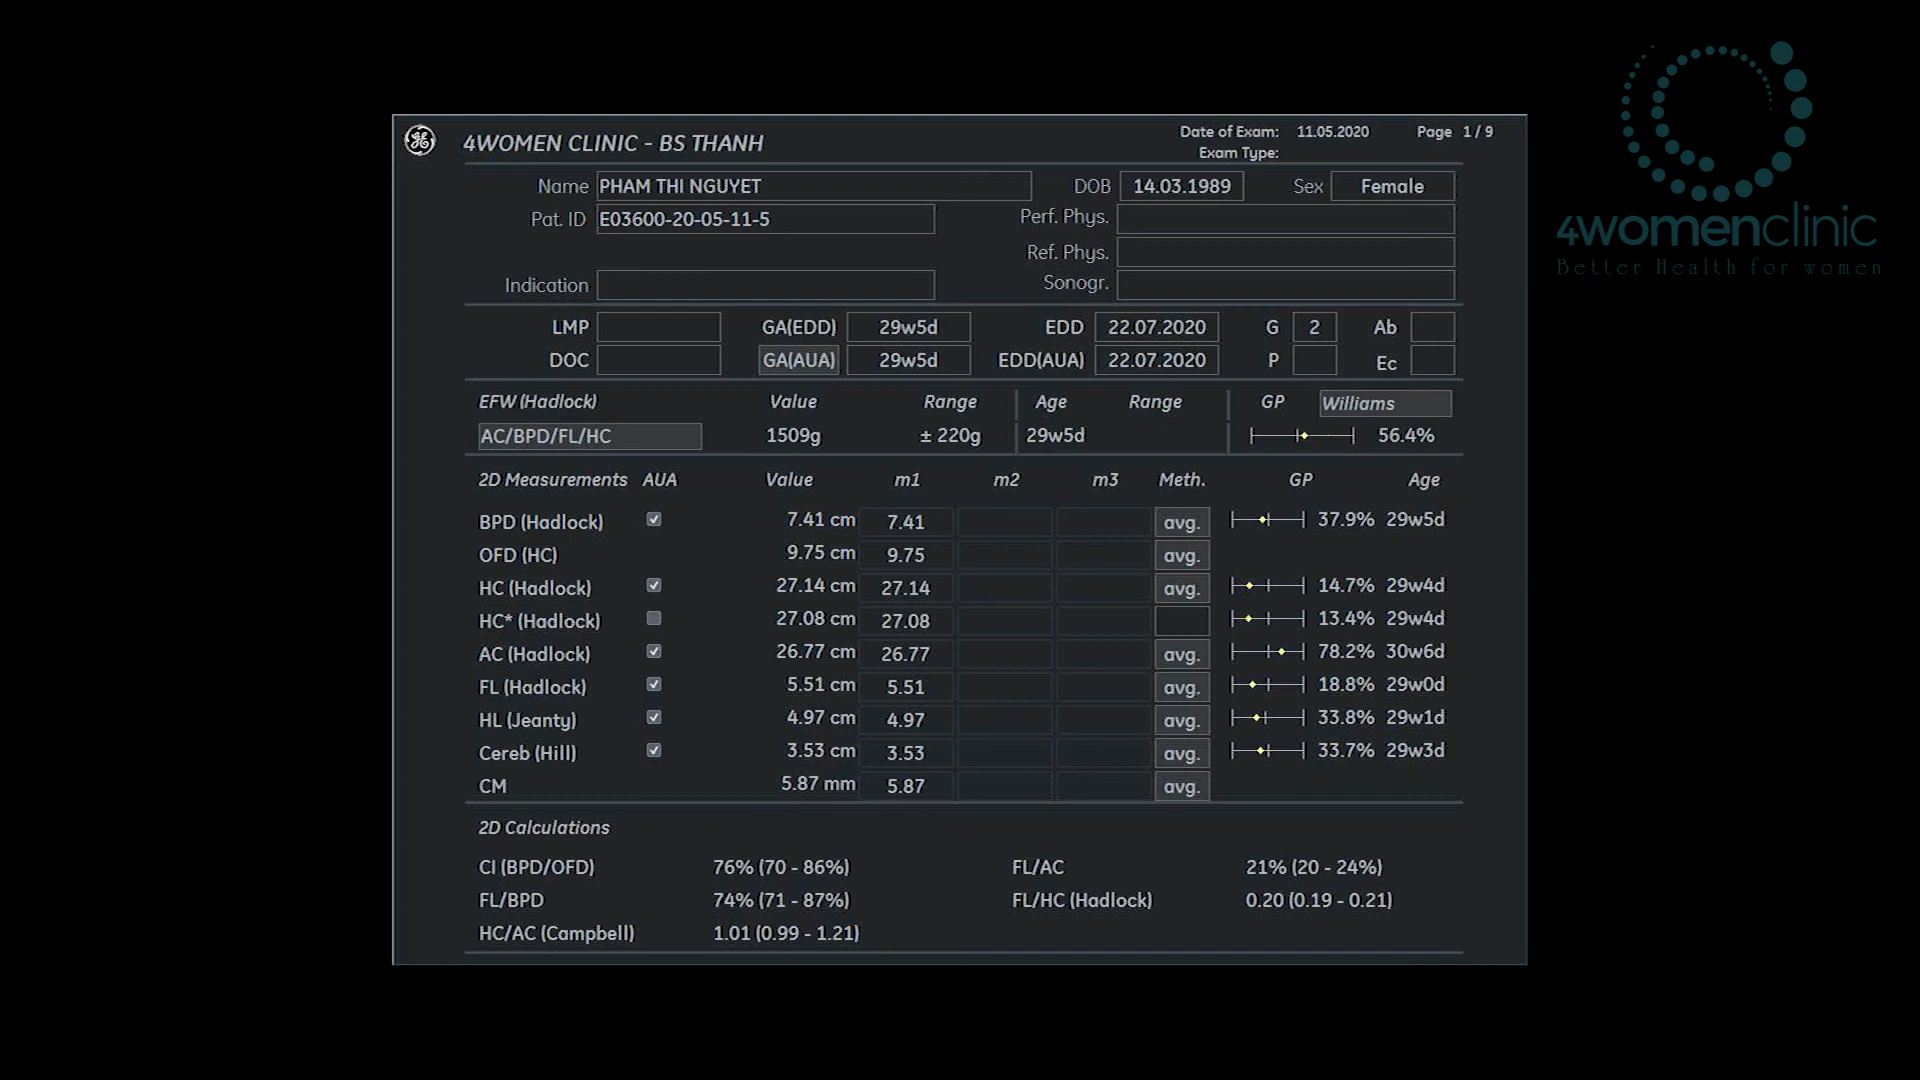 4WOMEN CLINIC - BS THANH Date of Exam: 11.05.2020 Page 1 / 9
Exam Type:
Name PHAM THI NGUYET DOB 14.03.1989 Sex Female
Pat. ID E03600-20-05-11-5 Perf. Phys.
Ref. Phys.
Indication Sonogr.
LMP GA(EDD) 29w5d EDD 22.07.2020 G 2 Ab
DOC GA(AUA) 29w5d EDD(AUA) 22.07.2020 P Ec
EFW (Hadlock) Value Range Age Range GP Williams
AC/BPD/FL/HC 1509g ± 220g 29w5d 56.4%
2D Measurements AUA Value m1 m2 m3 Meth. GP Age
BPD (Hadlock) 7.41 cm 7.41 avg. 37.9% 29w5d
OFD (HC) 9.75 cm 9.75 avg.
HC (Hadlock) 27.14 cm 27.14 avg. 14.7% 29w4d
HC* (Hadlock) 27.08 cm 27.08 13.4% 29w4d
AC (Hadlock) 26.77 cm 26.77 avg. 78.2% 30w6d
FL (Hadlock) 5.51 cm 5.51 avg. 18.8% 29w0d
HL (Jeanty) 4.97 cm 4.97 avg. 33.8% 29w1d
Cereb (Hill) 3.53 cm 3.53 avg. 33.7% 29w3d
CM 5.87 mm 5.87 avg.
2D Calculations
CI (BPD/OFD) 76% (70 - 86%) FL/AC 21% (20 - 24%)
FL/BPD 74% (71 - 87%) FL/HC (Hadlock) 0.20 (0.19 - 0.21)
HC/AC (Campbell) 1.01 (0.99 - 1.21)
4womenclinic
Better Health for women